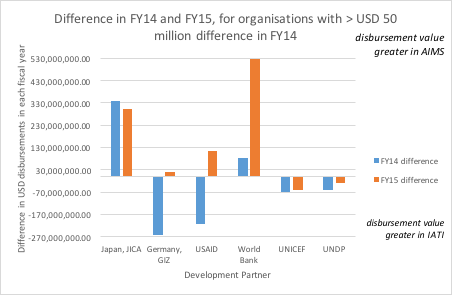 Difference in FY14 and FY15, for organisations with > USD 50
million difference in FY14
disbursement value
greater in AIMS
Difference in USD disbursements in each fiscal year
530,000,000.00
430,000,000.00
330,000,000.00
230,000,000.00
130,000,000.00
30,000,000.00
-70,000,000.00
-170,000,000.00
-270,000,000.00
FY14 difference
FY15 difference
disbursement value
greater in IATI
Japan, JICA
Germany,
GIZ
USAID
World
Bank
UNICEF
UNDP
Development Partner